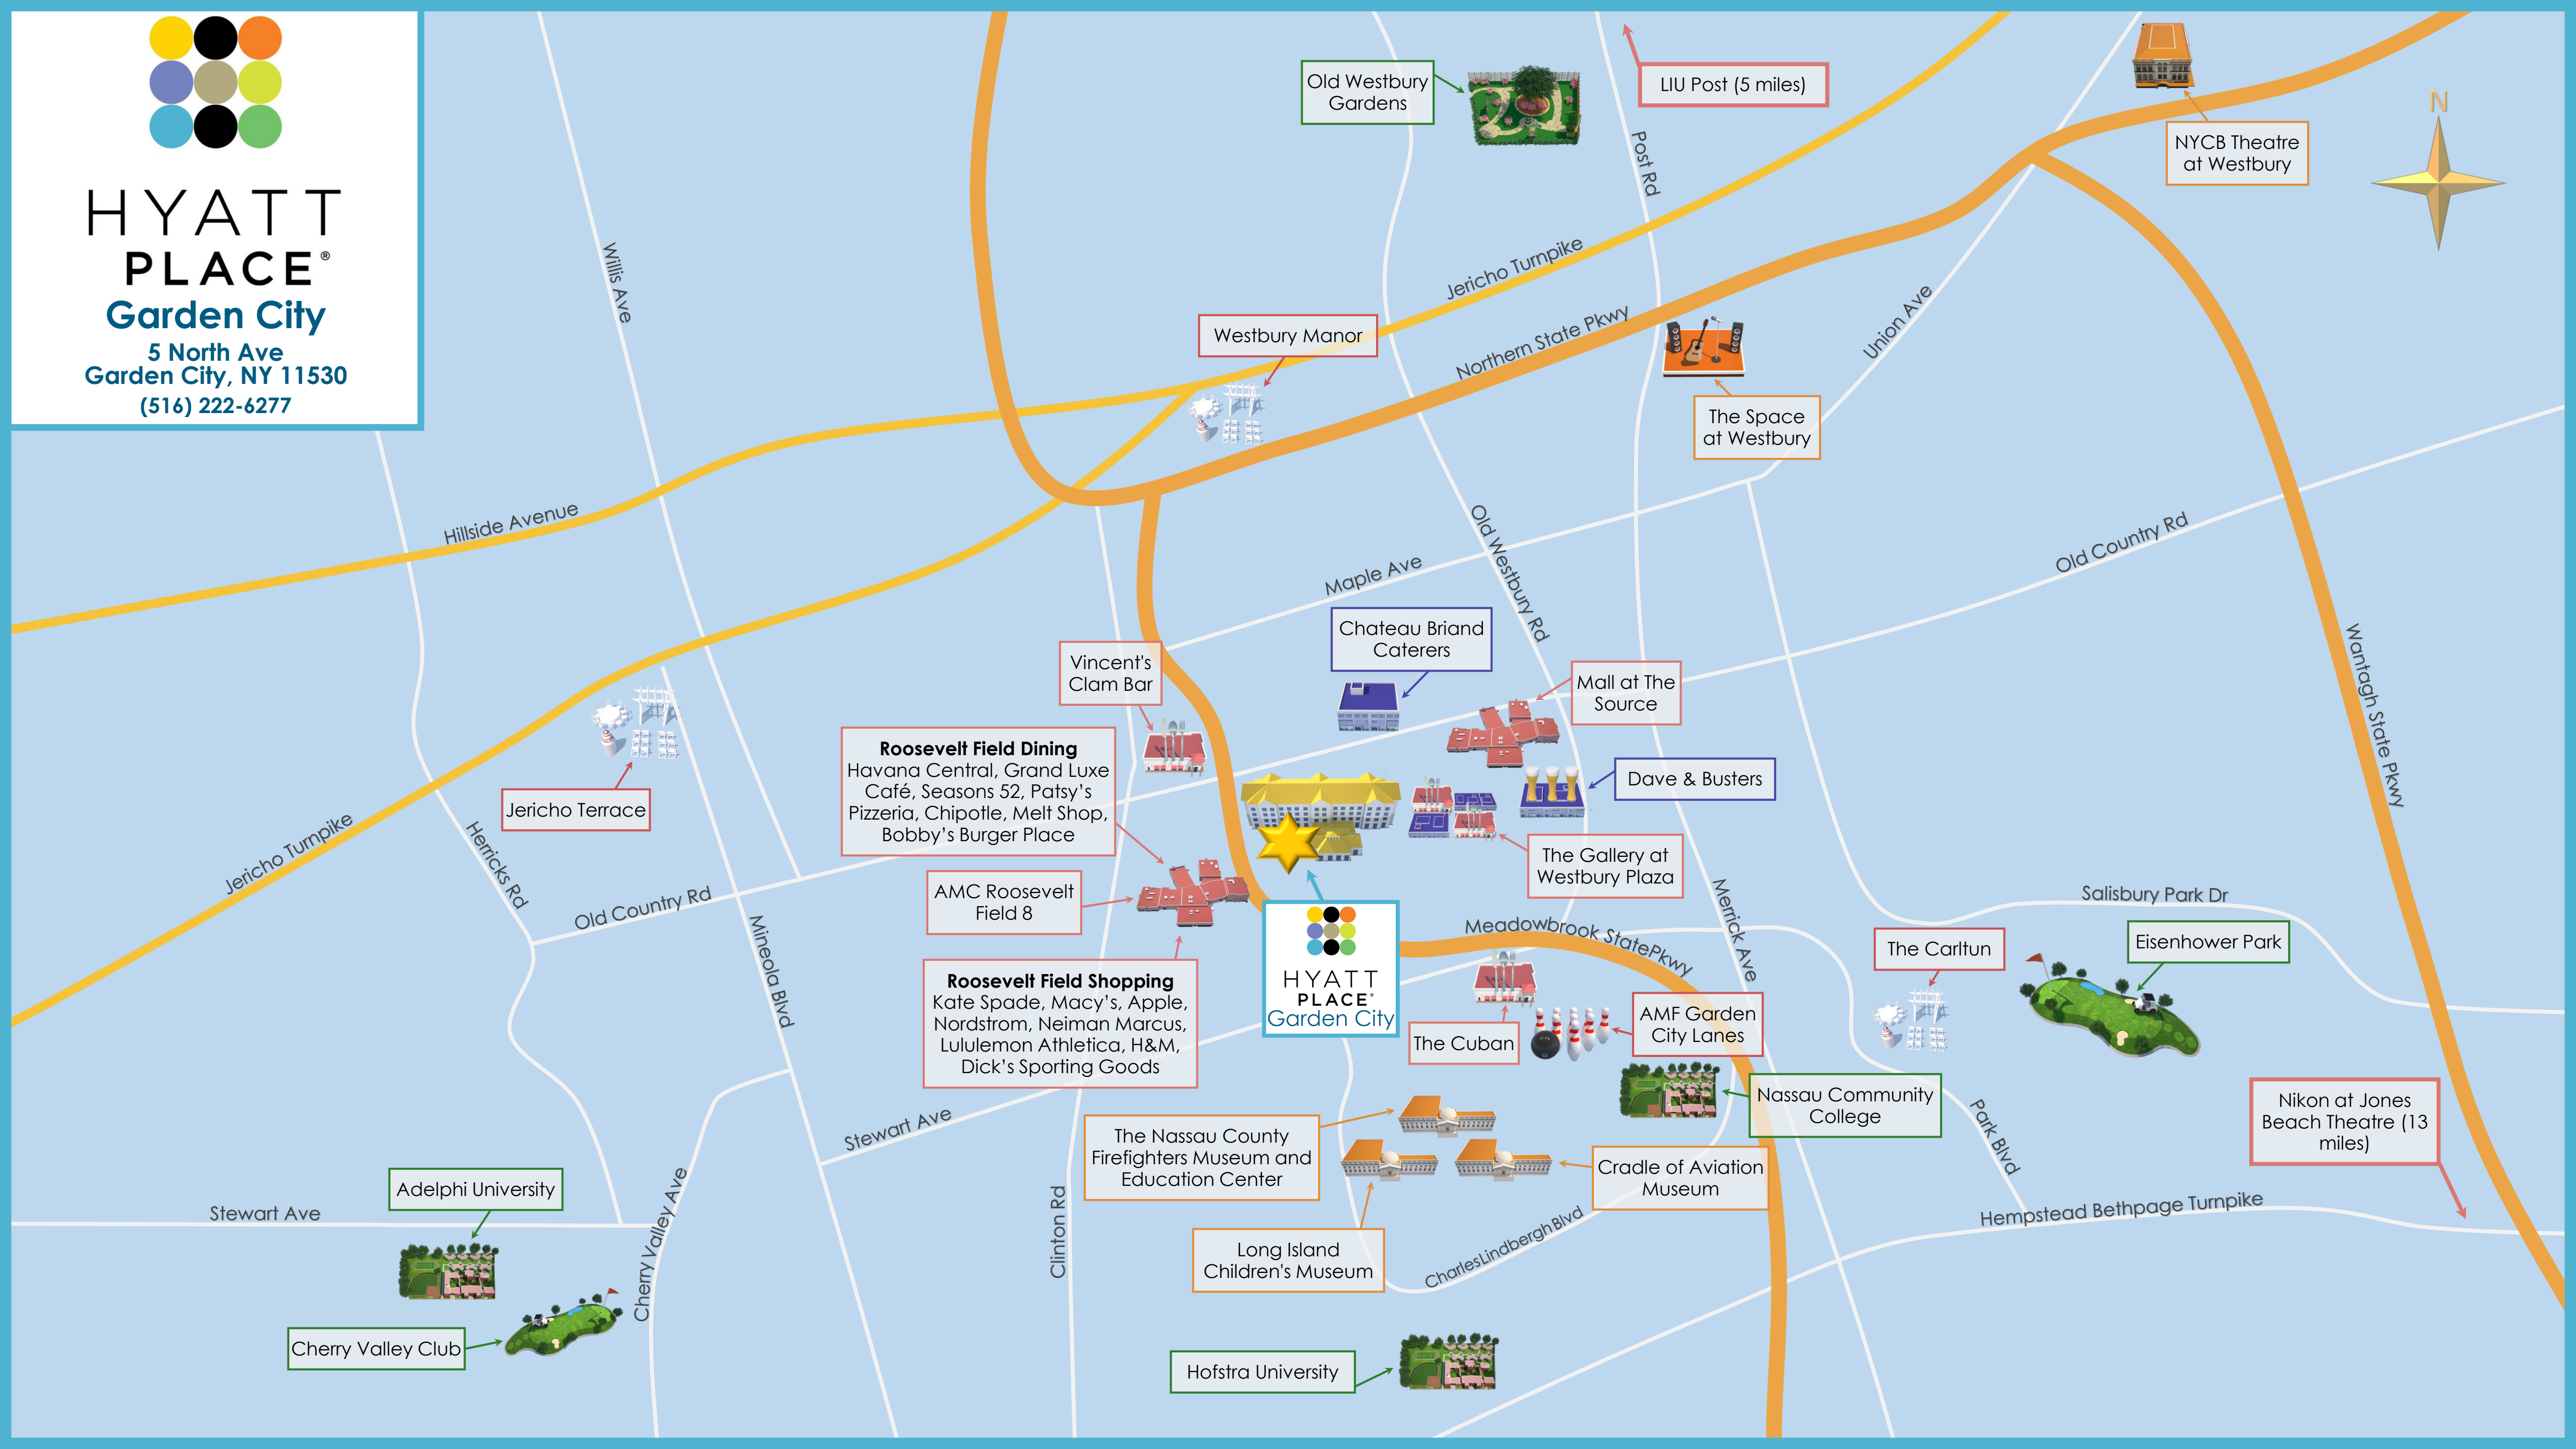 HYATT
PLACE®
Garden City
5 North Ave
Garden City, NY 11530
(516) 222-6277
Old Westbury
Gardens
LIU Post (5 miles)
NYCB Theatre
at Westbury
N
Post Rd
Willis Ave
Jericho Turnpike
Northern State Pkwy
Union Ave
Westbury Manor
The Space
at Westbury
Hillside Avenue
Old Westbury Rd
Old Country Rd
Maple Ave
Chateau Briand
Caterers
Vincent's
Clam Bar
Mall at The
Source
Wantagh State Pkwy
Roosevelt Field Dining
Havana Central, Grand Luxe
Café, Seasons 52, Patsy's
Pizzeria, Chipotle, Melt Shop,
Bobby's Burger Place
Dave & Busters
Jericho Terrace
Jericho Turnpike
Herricks Rd
The Gallery at
Westbury Plaza
AMC Roosevelt
Field 8
Old Country Rd
Mineola Blvd
Merrick Ave
Salisbury Park Dr
Meadowbrook StatePkwy
The Carltun
Eisenhower Park
HYATT
PLACE®
Garden City
Roosevelt Field Shopping
Kate Spade, Macy's, Apple,
Nordstrom, Neiman Marcus,
Lululemon Athletica, H&M,
Dick's Sporting Goods
The Cuban
AMF Garden
City Lanes
Nassau Community
College
Park Blvd
Nikon at Jones
Beach Theatre (13
miles)
Stewart Ave
The Nassau County
Firefighters Museum and
Education Center
Cradle of Aviation
Museum
Adelphi University
Stewart Ave
Cherry Valley Ave
Clinton Rd
Long Island
Children's Museum
CharlesLindberghBlvd
Hempstead Bethpage Turnpike
Cherry Valley Club
Hofstra University